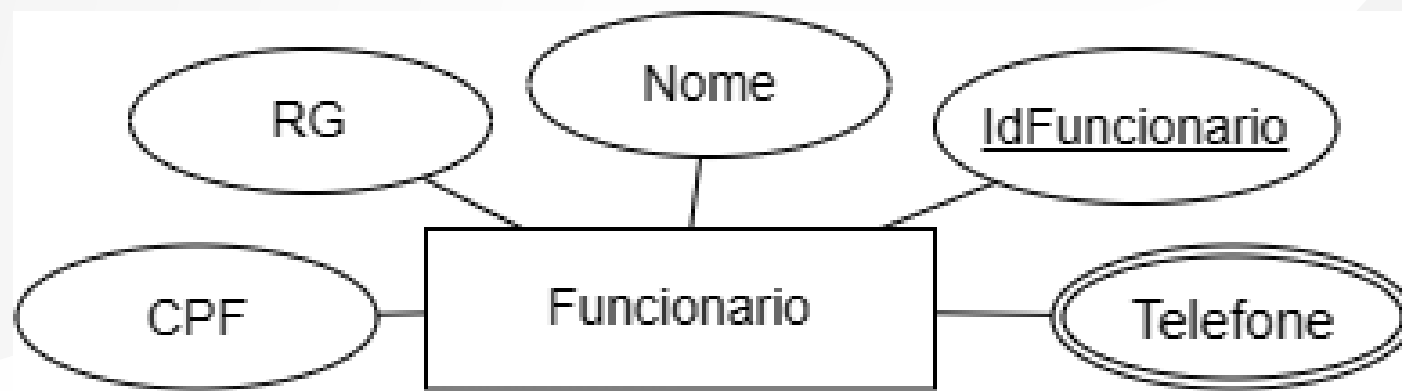 Nome
RG
IdFuncionario
CPF
Funcionario
Telefone